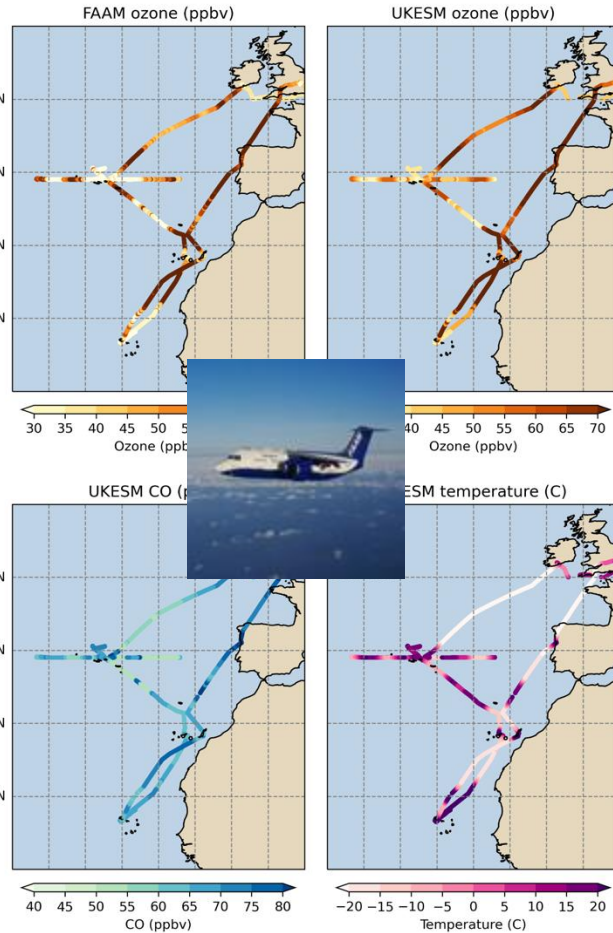 FAAM ozone (ppbv)
UKESM ozone (ppbv)
N
N
N
N
30 35 40 45 50
Ozone (ppb
40 45 50 55 60 65 70
Ozone (ppbv)
UKESM CO (p
ESM temperature (C)
N
N
N
N
40 45 50 55 60 65 70 75 80
CO (ppbv)
−20 −15 −10 −5 0 5 10 15 20
Temperature (C)